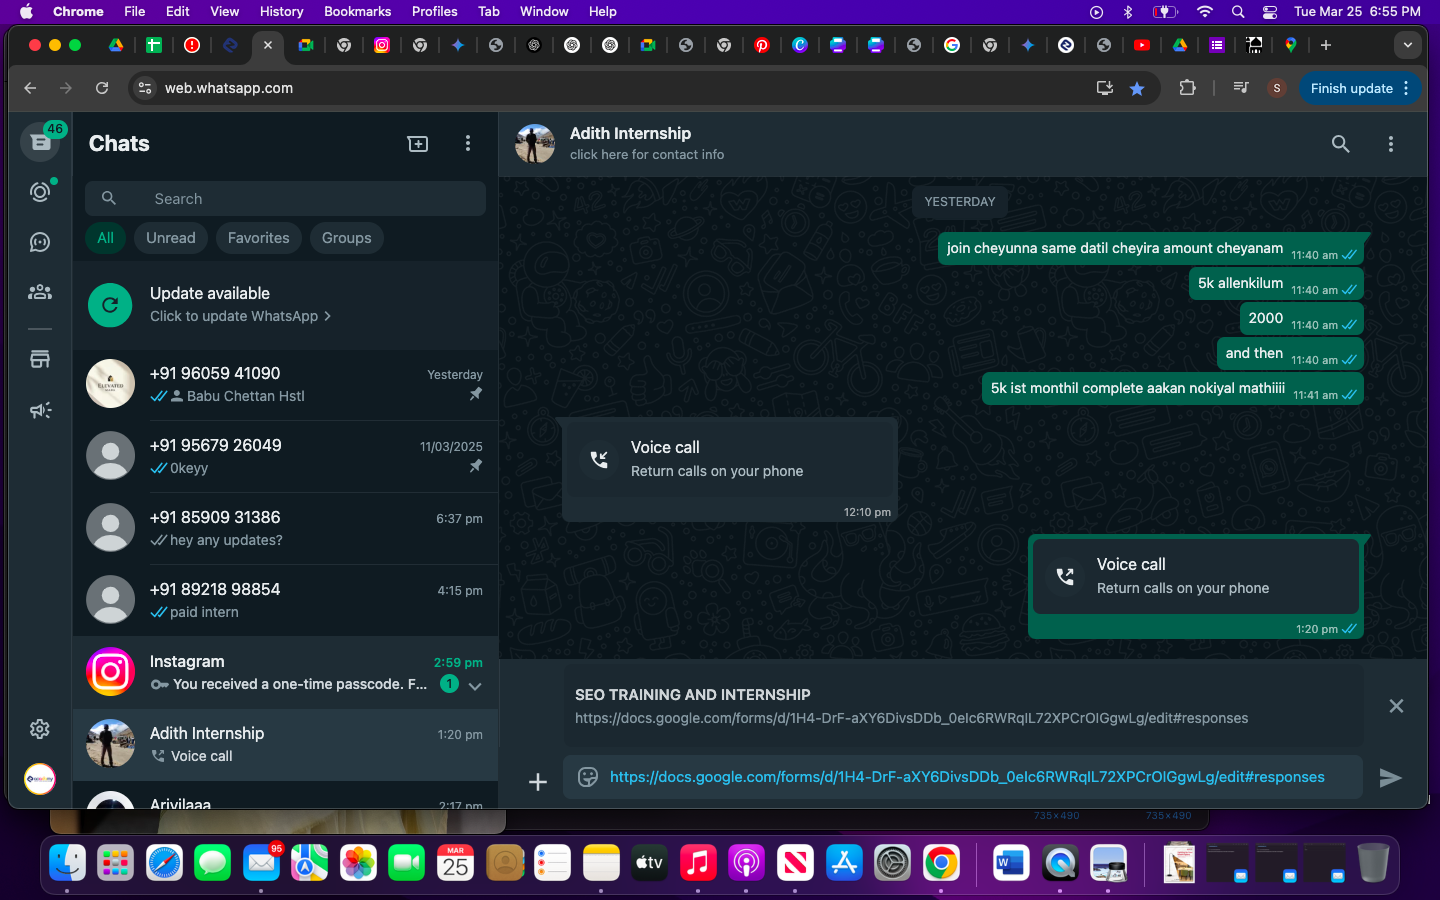 Chrome File Edit View History Bookmarks Profiles Tab Window Help Tue Mar 25 6:55 PM
web.whatsapp.com S Finish update
46
Chats
Search
All Unread Favorites Groups
Update available
Click to update WhatsApp
+91 96059 41090 Yesterday
Babu Chettan Hstl
+91 95679 26049 11/03/2025
0keyy
+91 85909 31386 6:37 pm
hey any updates?
+91 89218 98854 4:15 pm
paid intern
Instagram 2:59 pm
You received a one-time passcode. F... 1
Adith Internship 1:20 pm
Voice call
Arivilaaa 2:17 pm
Adith Internship
click here for contact info
YESTERDAY
join cheyunna same datil cheyira amount cheyanam 11:40 am
5k allenkilum 11:40 am
2000 11:40 am
and then 11:40 am
5k ist monthil complete aakan nokiyal mathiiii 11:41 am
Voice call
Return calls on your phone
12:10 pm
Voice call
Return calls on your phone
1:20 pm
SEO TRAINING AND INTERNSHIP
https://docs.google.com/forms/d/1H4-DrF-aXY6DivsDDb_0elc6RWRqlL72XPCrOlGgwLg/edit#responses
https://docs.google.com/forms/d/1H4-DrF-aXY6DivsDDb_0elc6RWRqlL72XPCrOlGgwLg/edit#responses
735×490 735×490
95
MAR
25
tv